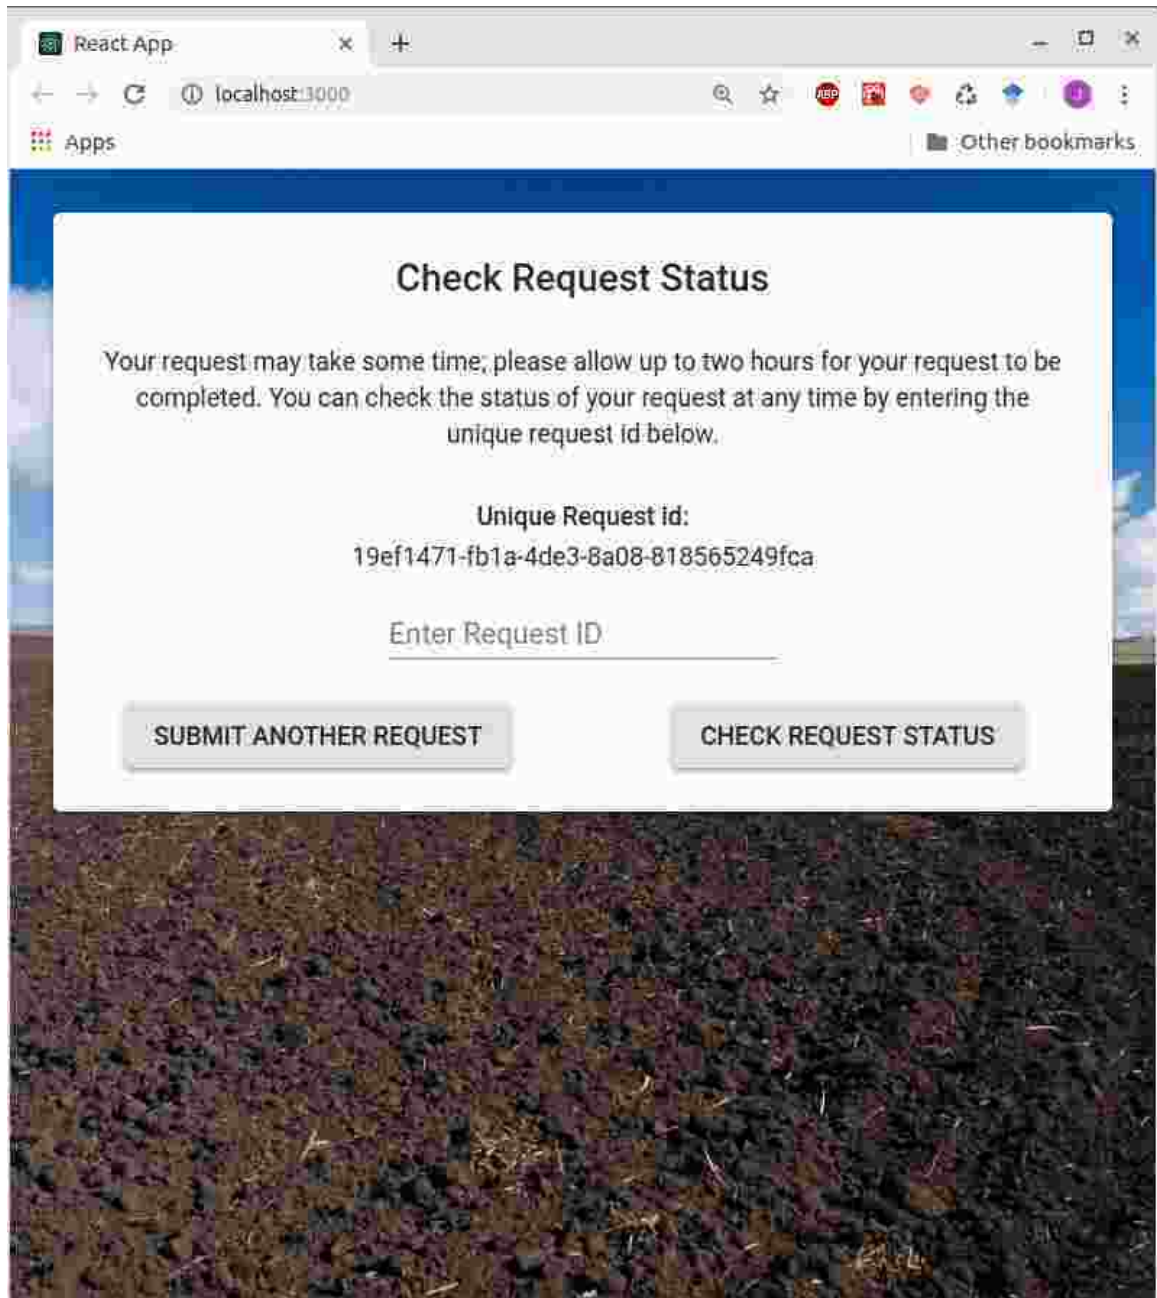 React App
localhost:3000
ABP
J
Apps
Other bookmarks
Check Request Status
Your request may take some time; please allow up to two hours for your request to be
completed. You can check the status of your request at any time by entering the
unique request id below.
Unique Request id:
19ef1471-fb1a-4de3-8a08-818565249fca
Enter Request ID
SUBMIT ANOTHER REQUEST
CHECK REQUEST STATUS